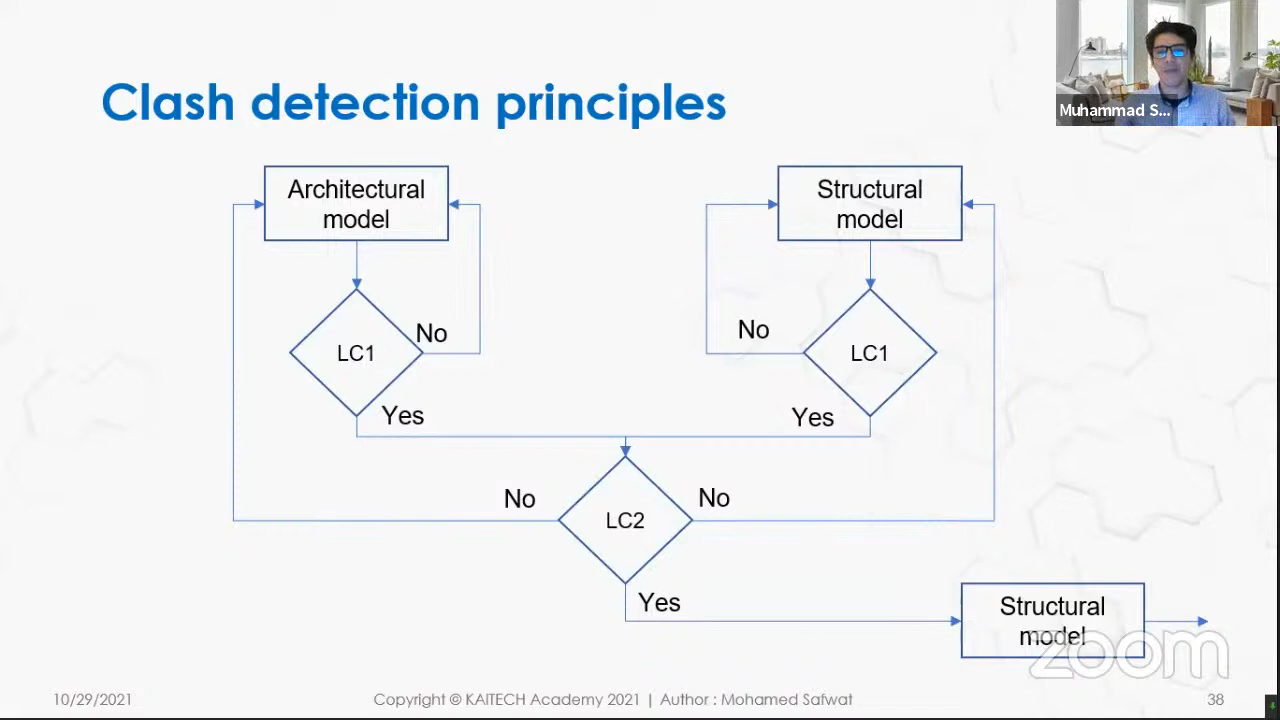 Clash detection principles
Muhammad S...
Architectural
model
Structural
model
LC1
No
No
LC1
Yes
Yes
No
LC2
No
Yes
Structural
model
zoom
10/29/2021
Copyright © KAITECH Academy 2021 | Author : Mohamed Safwat
38